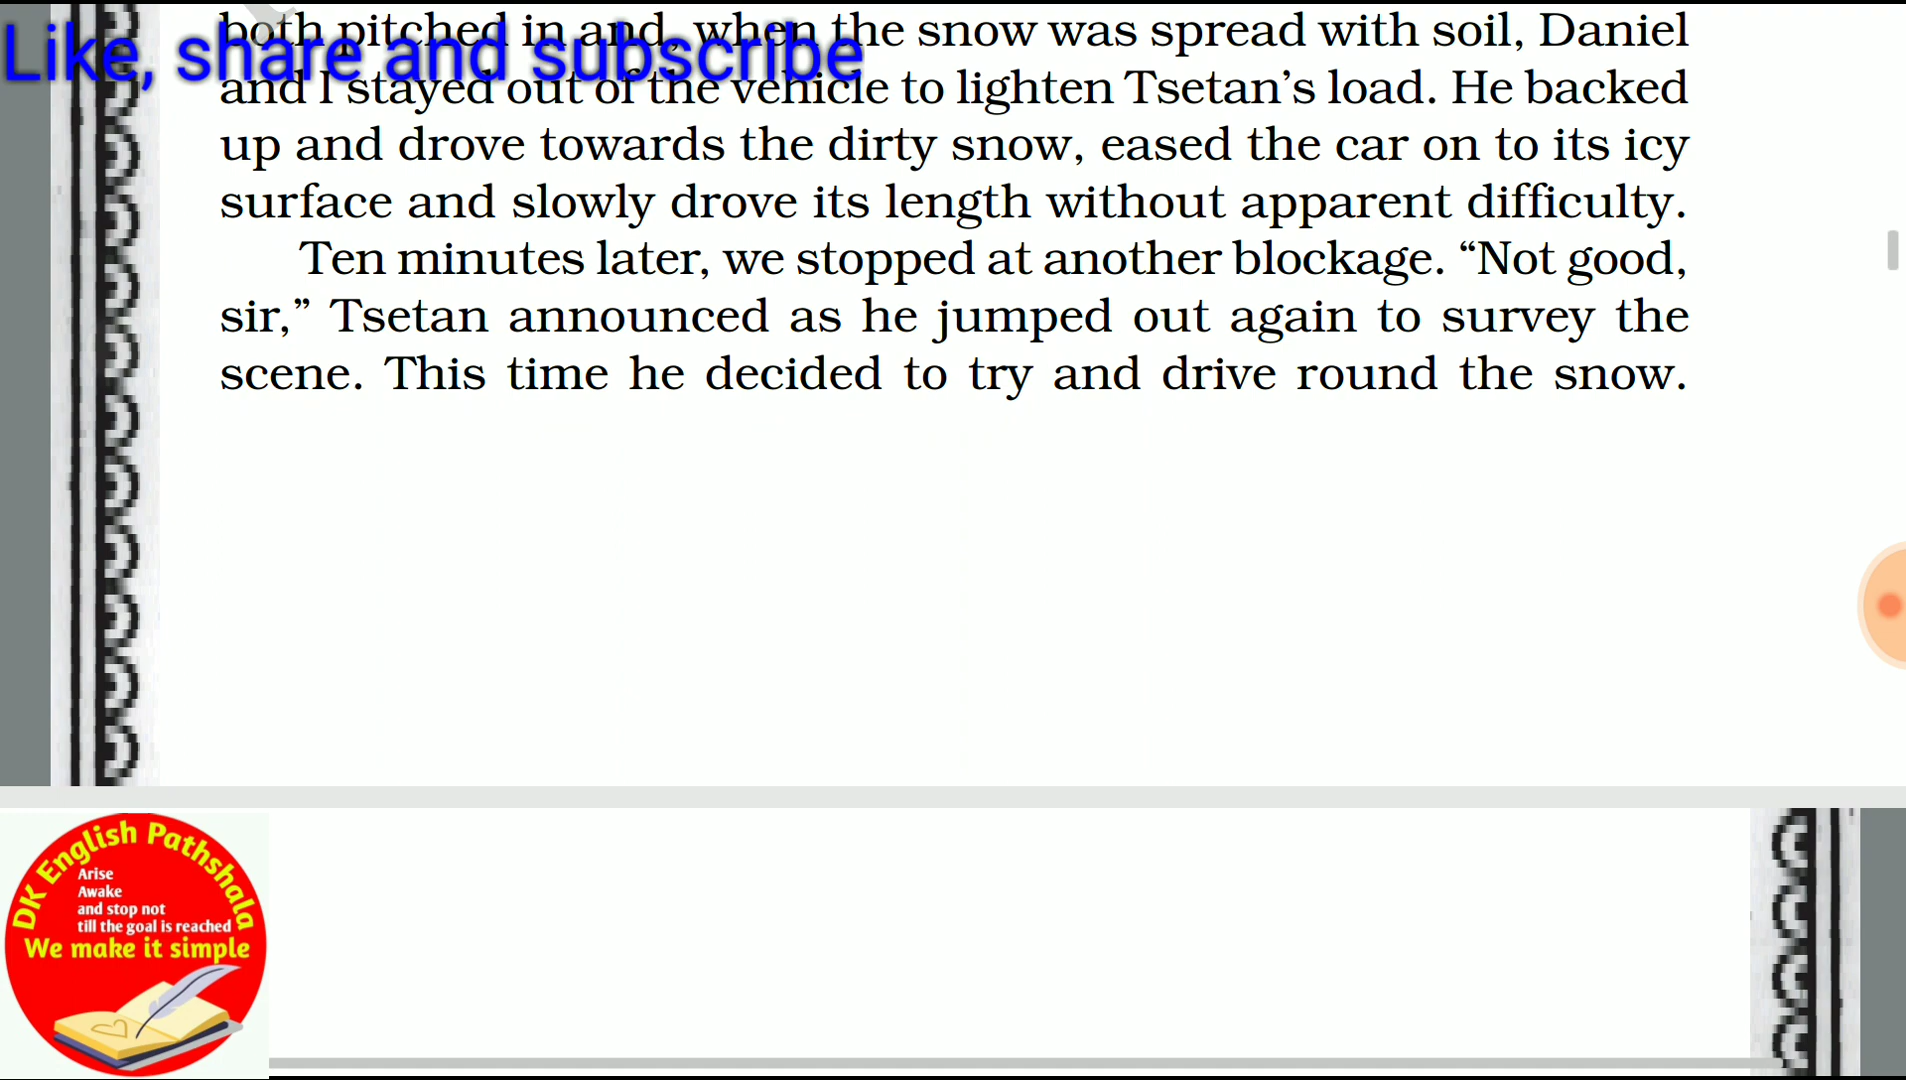 both pitched in and, when the snow was spread with soil, Daniel
Like, share and subscribe
and I stayed out of the vehicle to lighten Tsetan’s load. He backed
up and drove towards the dirty snow, eased the car on to its icy
surface and slowly drove its length without apparent difficulty.
Ten minutes later, we stopped at another blockage. “Not good,
sir,” Tsetan announced as he jumped out again to survey the
scene. This time he decided to try and drive round the snow.
DK English Pathshala
Arise
Awake
and stop not
till the goal is reached
We make it simple